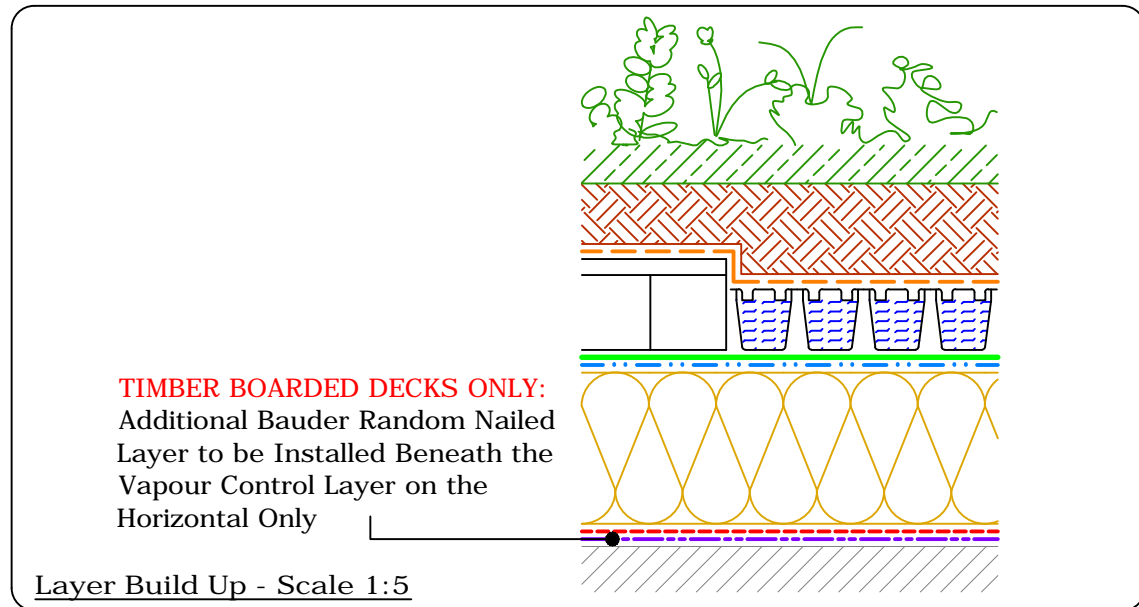 TIMBER BOARDED DECKS ONLY:
Additional Bauder Random Nailed
Layer to be Installed Beneath the
Vapour Control Layer on the
Horizontal Only
Layer Build Up - Scale 1:5